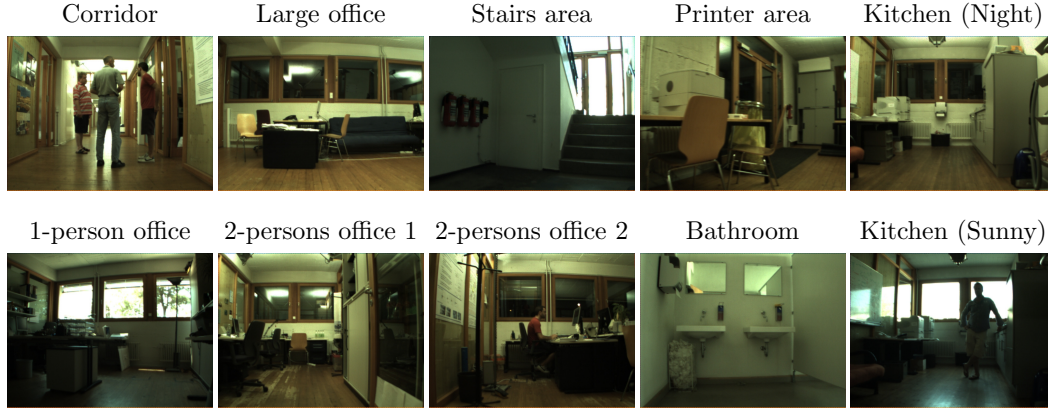 Corridor
Large office
Stairs area
Printer area
Kitchen (Night)
1-person office
2-persons office 1
2-persons office 2
Bathroom
Kitchen (Sunny)